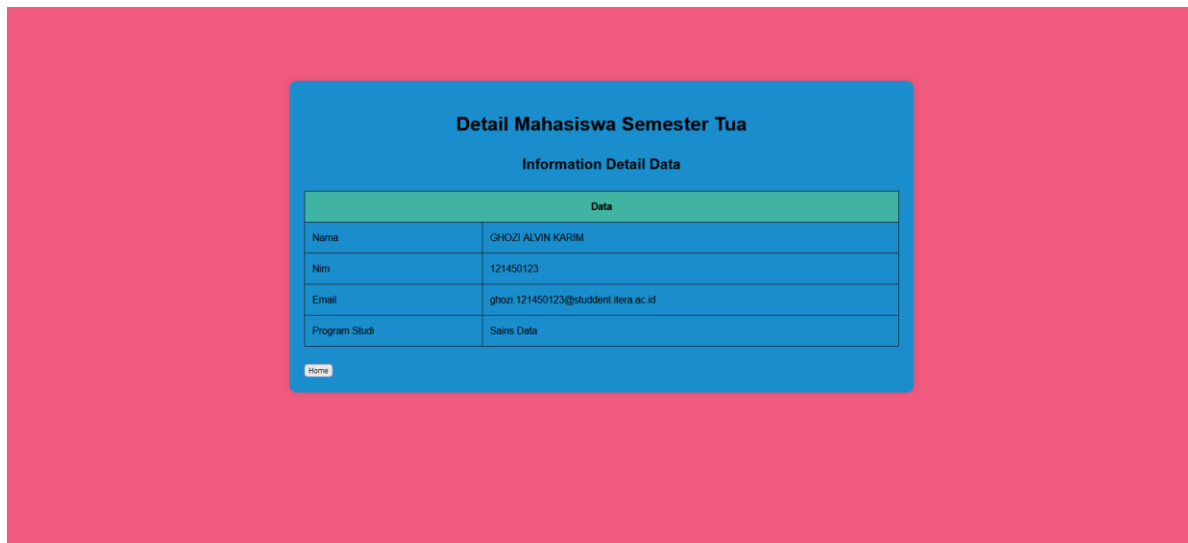 Detail Mahasiswa Semester Tua
Information Detail Data
Data
Nama GHOZI ALVIN KARIM
Nim 121450123
Email ghozi.121450123@studdent.itera.ac.id
Program Studi Sains Data
Home